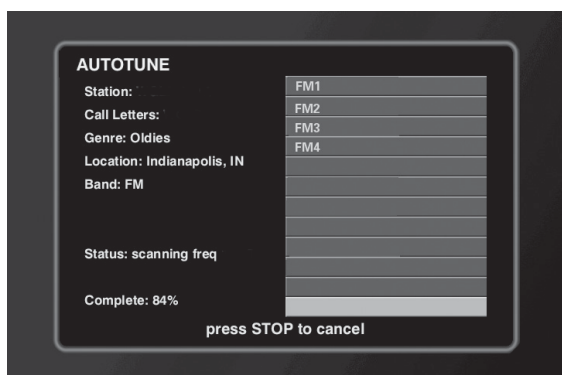 AUTOTUNE
Station:
Call Letters:
Genre: Oldies
Location: Indianapolis, IN
Band: FM
Status: scanning freq
Complete: 84%
FM1
FM2
FM3
FM4
press STOP to cancel